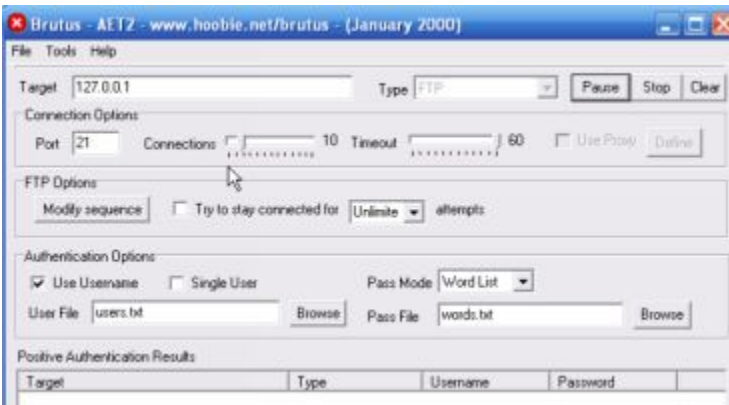 Brutus - AET2 - www.hoobie.net/brutus - (January 2000)
File Tools Help
Target 127.0.0.1 Type FTP Pause Stop Clear
Connection Options
Port 21 Connections 10 Timeout 60 Use Proxy Define
FTP Options
Modify sequence Try to stay connected for Unlimite attempts
Authentication Options
Use Username Single User Pass Mode Word List
User File users.txt Browse Pass File words.txt Browse
Positive Authentication Results
Target Type Username Password